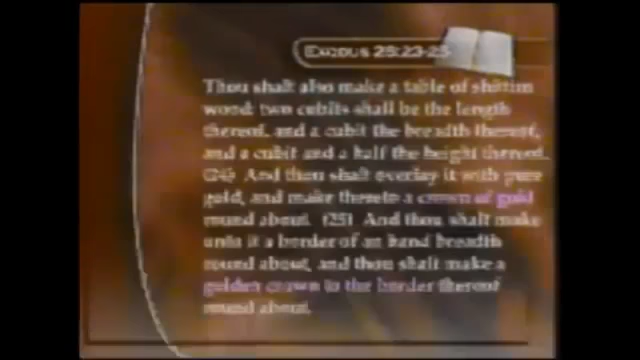 Exodus 25:23-25
Thou shalt also make a table of shittim
wood: two cubits shall be the length
thereof, and a cubit the breadth thereof,
and a cubit and a half the height thereof.
(24) And thou shalt overlay it with pure
gold, and make thereto a crown of gold
round about. (25) And thou shalt make
unto it a border of an hand breadth
round about, and thou shalt make a
golden crown to the border thereof
round about.